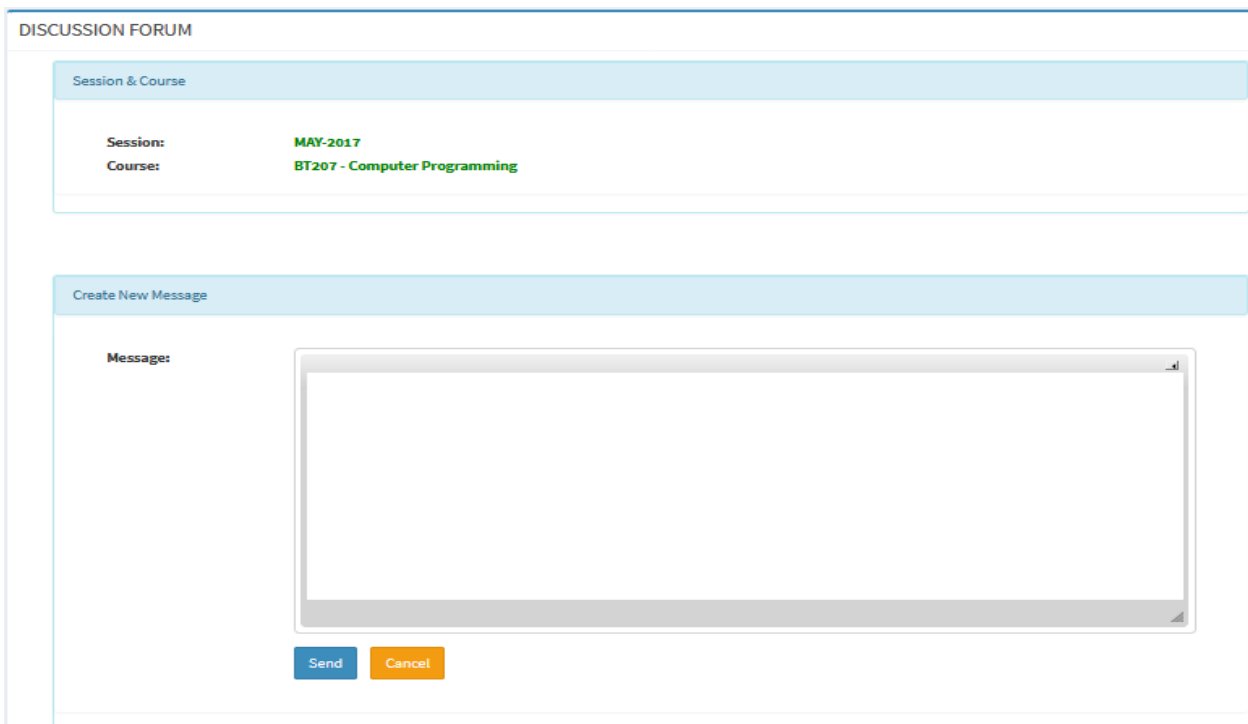 DISCUSSION FORUM
Session & Course
Session: MAY-2017
Course: BT207 - Computer Programming
Create New Message
Message:
Send Cancel